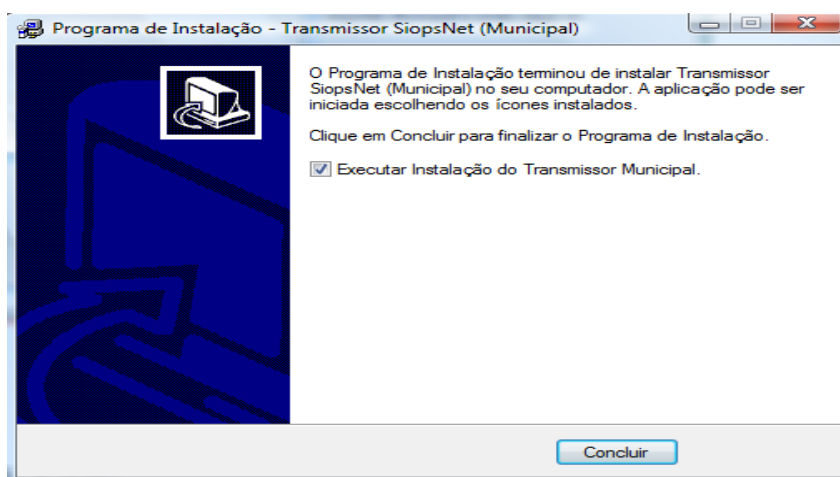 Programa de Instalação - Transmissor SiopsNet (Municipal)
O Programa de Instalação terminou de instalar Transmissor
SiopsNet (Municipal) no seu computador. A aplicação pode ser
iniciada escolhendo os ícones instalados.
Clique em Concluir para finalizar o Programa de Instalação.
Executar Instalação do Transmissor Municipal.
Concluir